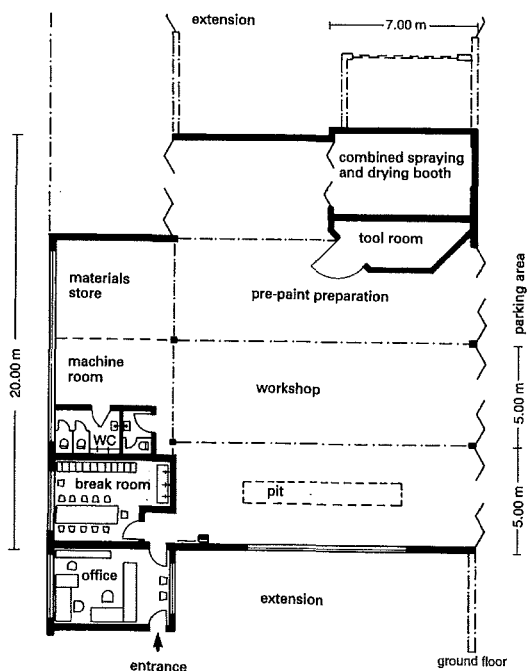 extension
7.00 m
combined spraying
and drying booth
tool room
materials
store
pre-paint preparation
parking area
machine
room
workshop
20.00 m
5.00 m
WC
break room
pit
5.00 m
office
extension
entrance
ground floor